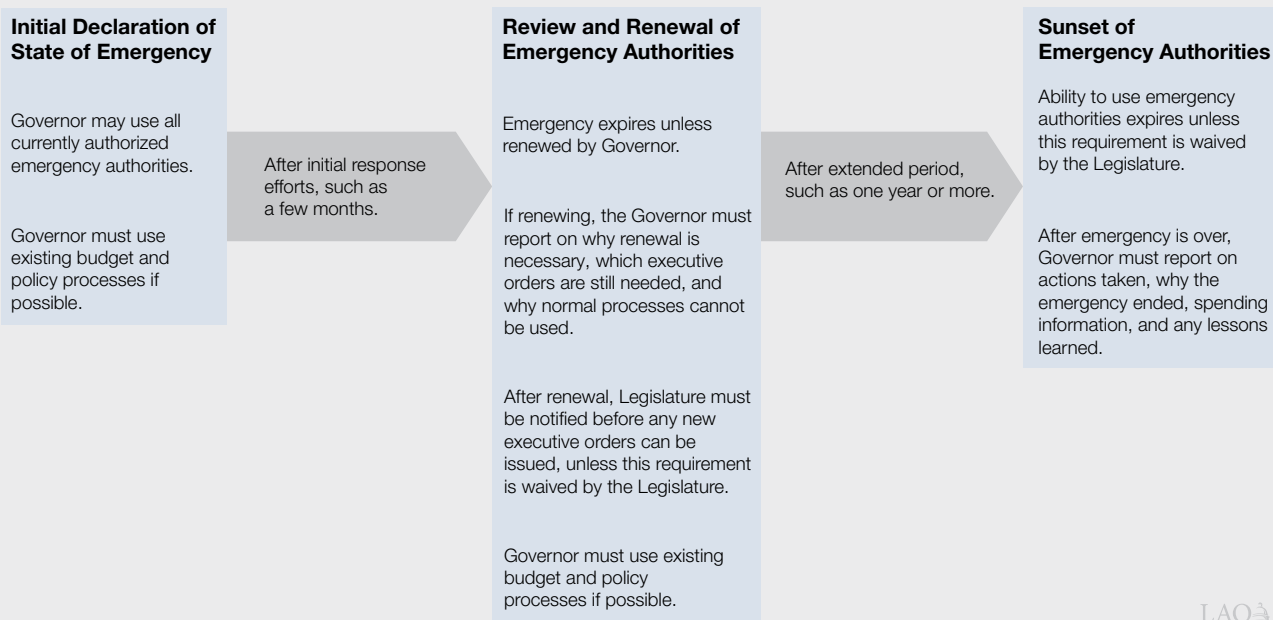 Initial Declaration of
State of Emergency
Governor may use all
currently authorized
emergency authorities.
Governor must use
existing budget and
policy processes if
possible.
After initial response
efforts, such as
a few months.
Review and Renewal of
Emergency Authorities
Emergency expires unless
renewed by Governor.
If renewing, the Governor must
report on why renewal is
necessary, which executive
orders are still needed, and
why normal processes cannot
be used.
After renewal, Legislature must
be notified before any new
executive orders can be
issued, unless this requirement
is waived by the Legislature.
Governor must use existing
budget and policy
processes if possible.
After extended period,
such as one year or more.
Sunset of
Emergency Authorities
Ability to use emergency
authorities expires unless
this requirement is waived
by the Legislature.
After emergency is over,
Governor must report on
actions taken, why the
emergency ended, spending
information, and any lessons
learned.
LAO